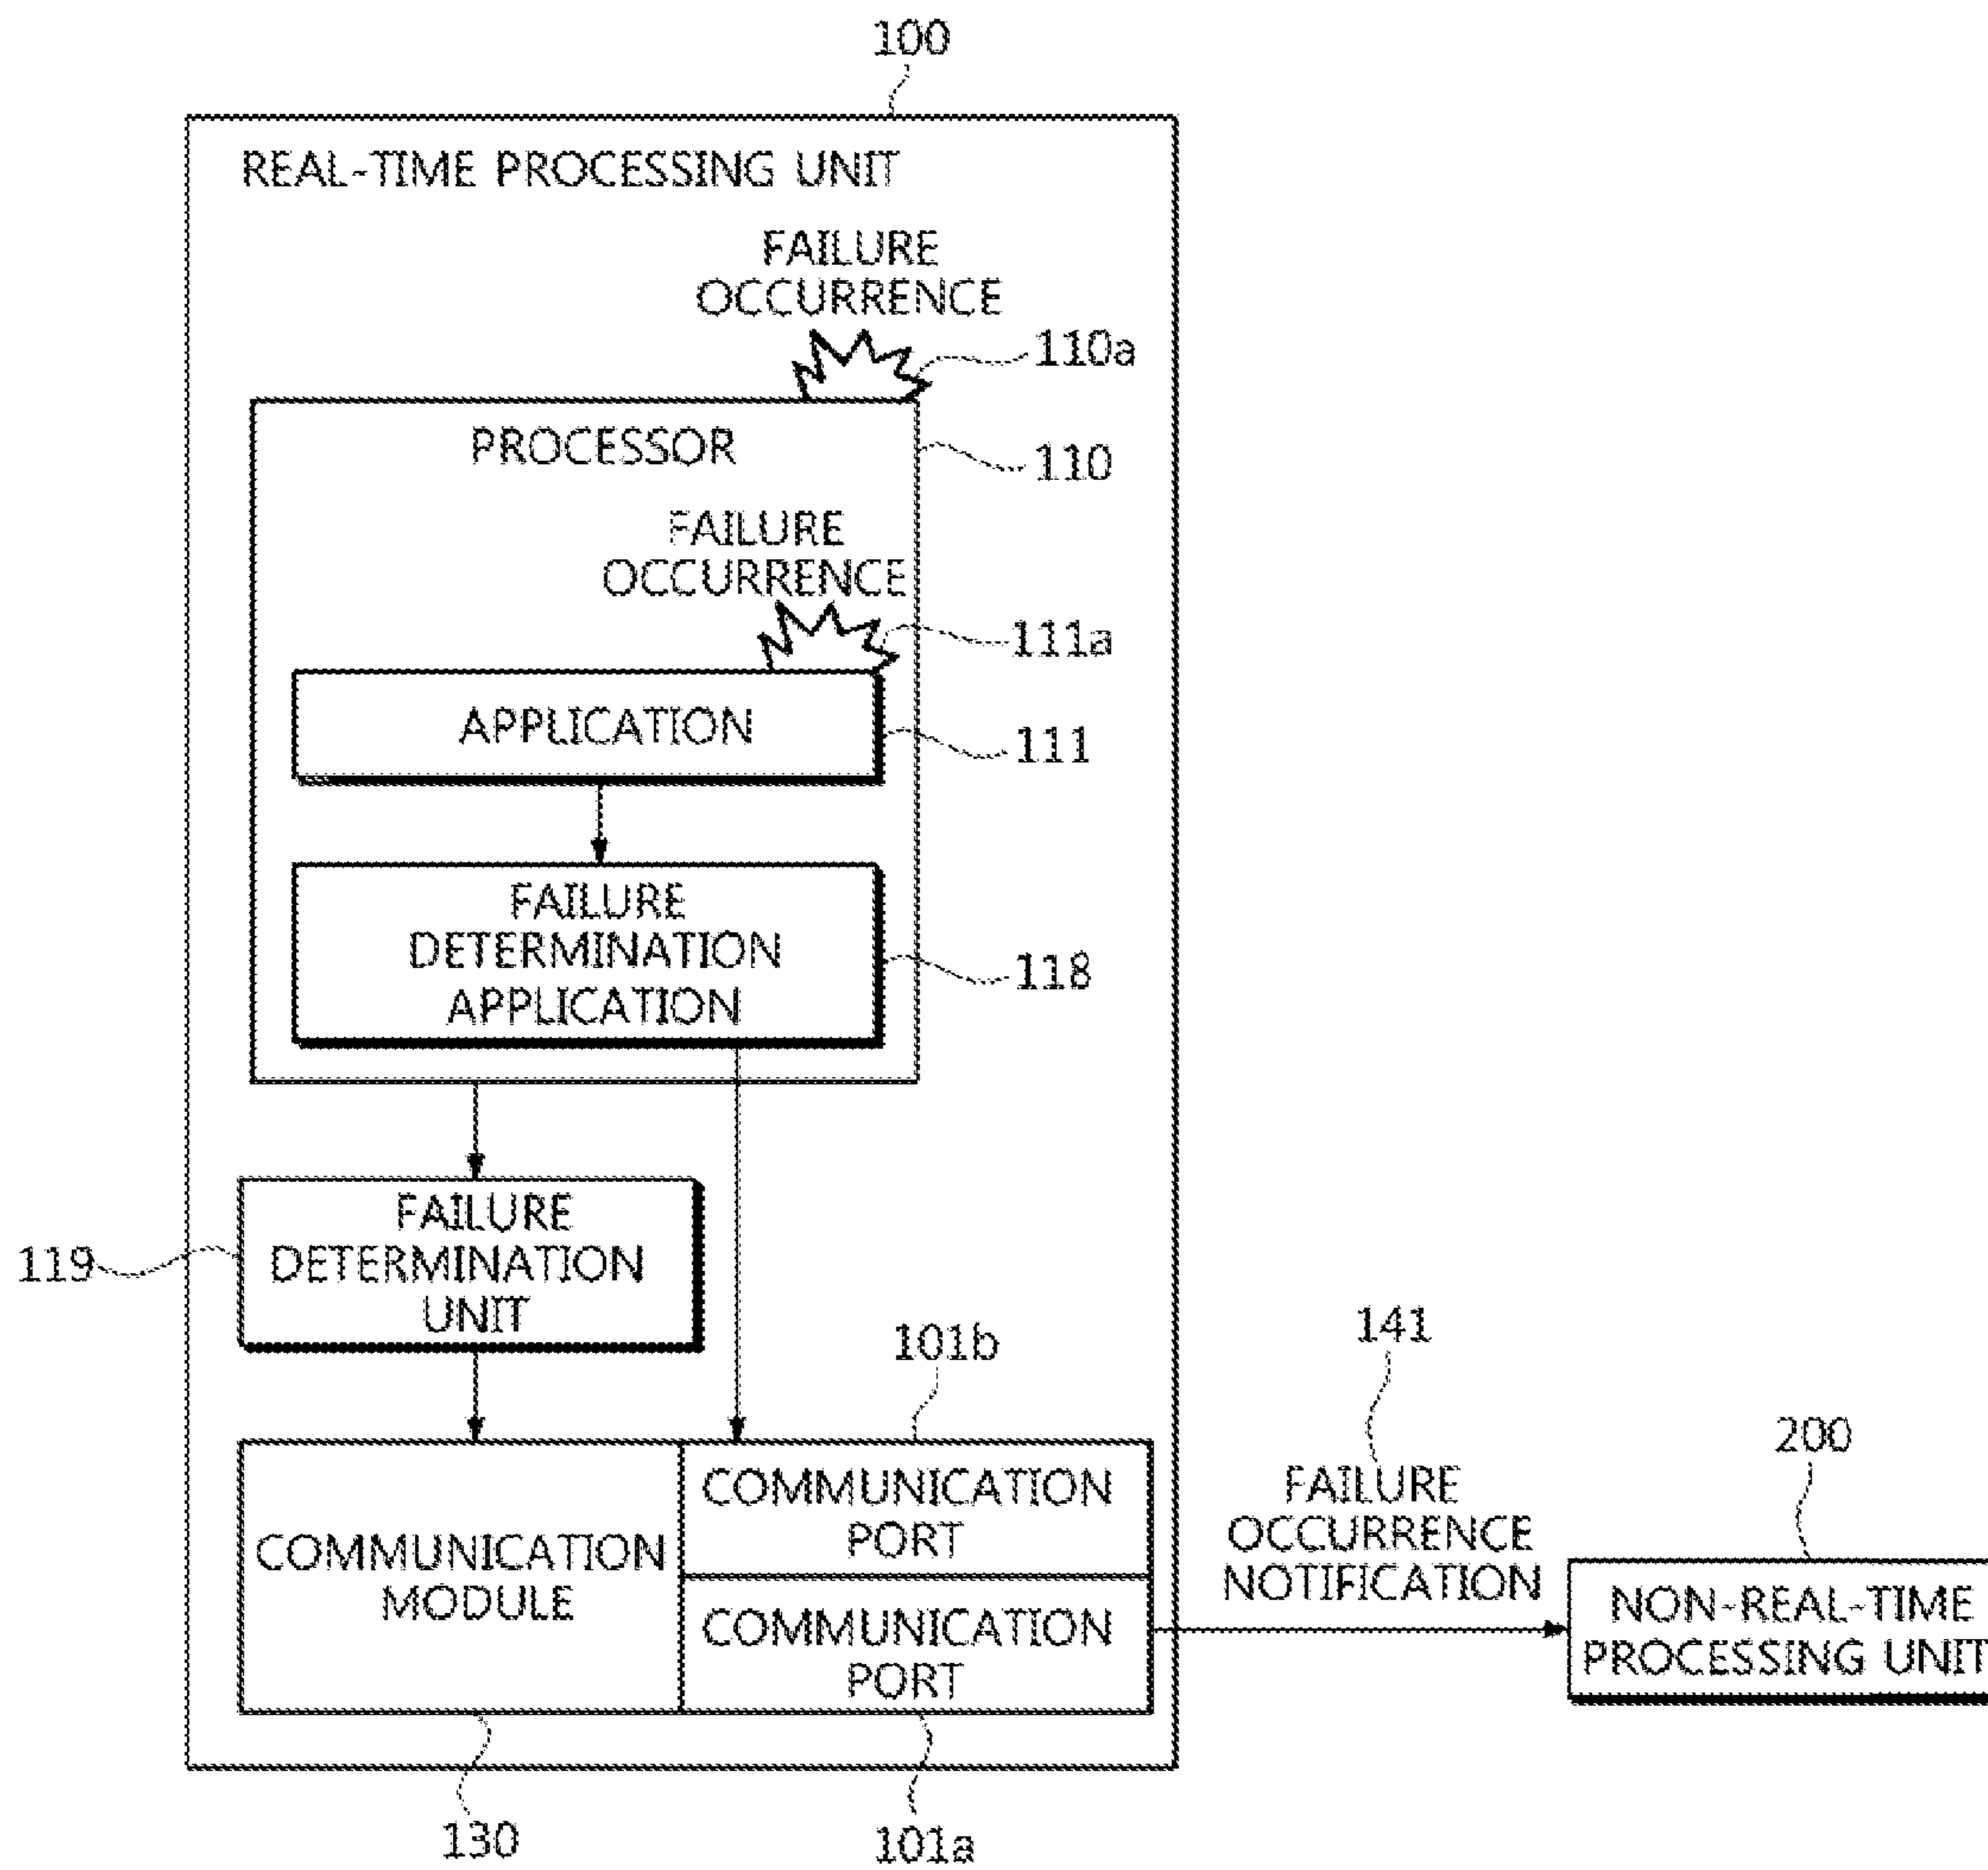 100
REAL-TIME PROCESSING UNIT
FAILURE
OCCURRENCE
110a
PROCESSOR
110
FAILURE
OCCURRENCE
111a
APPLICATION
111
FAILURE
DETERMINATION
APPLICATION
118
FAILURE
DETERMINATION
UNIT
119
101b
141
200
COMMUNICATION
PORT
FAILURE
OCCURRENCE
NOTIFICATION
COMMUNICATION
MODULE
COMMUNICATION
PORT
NON-REAL-TIME
PROCESSING UNIT
130
101a